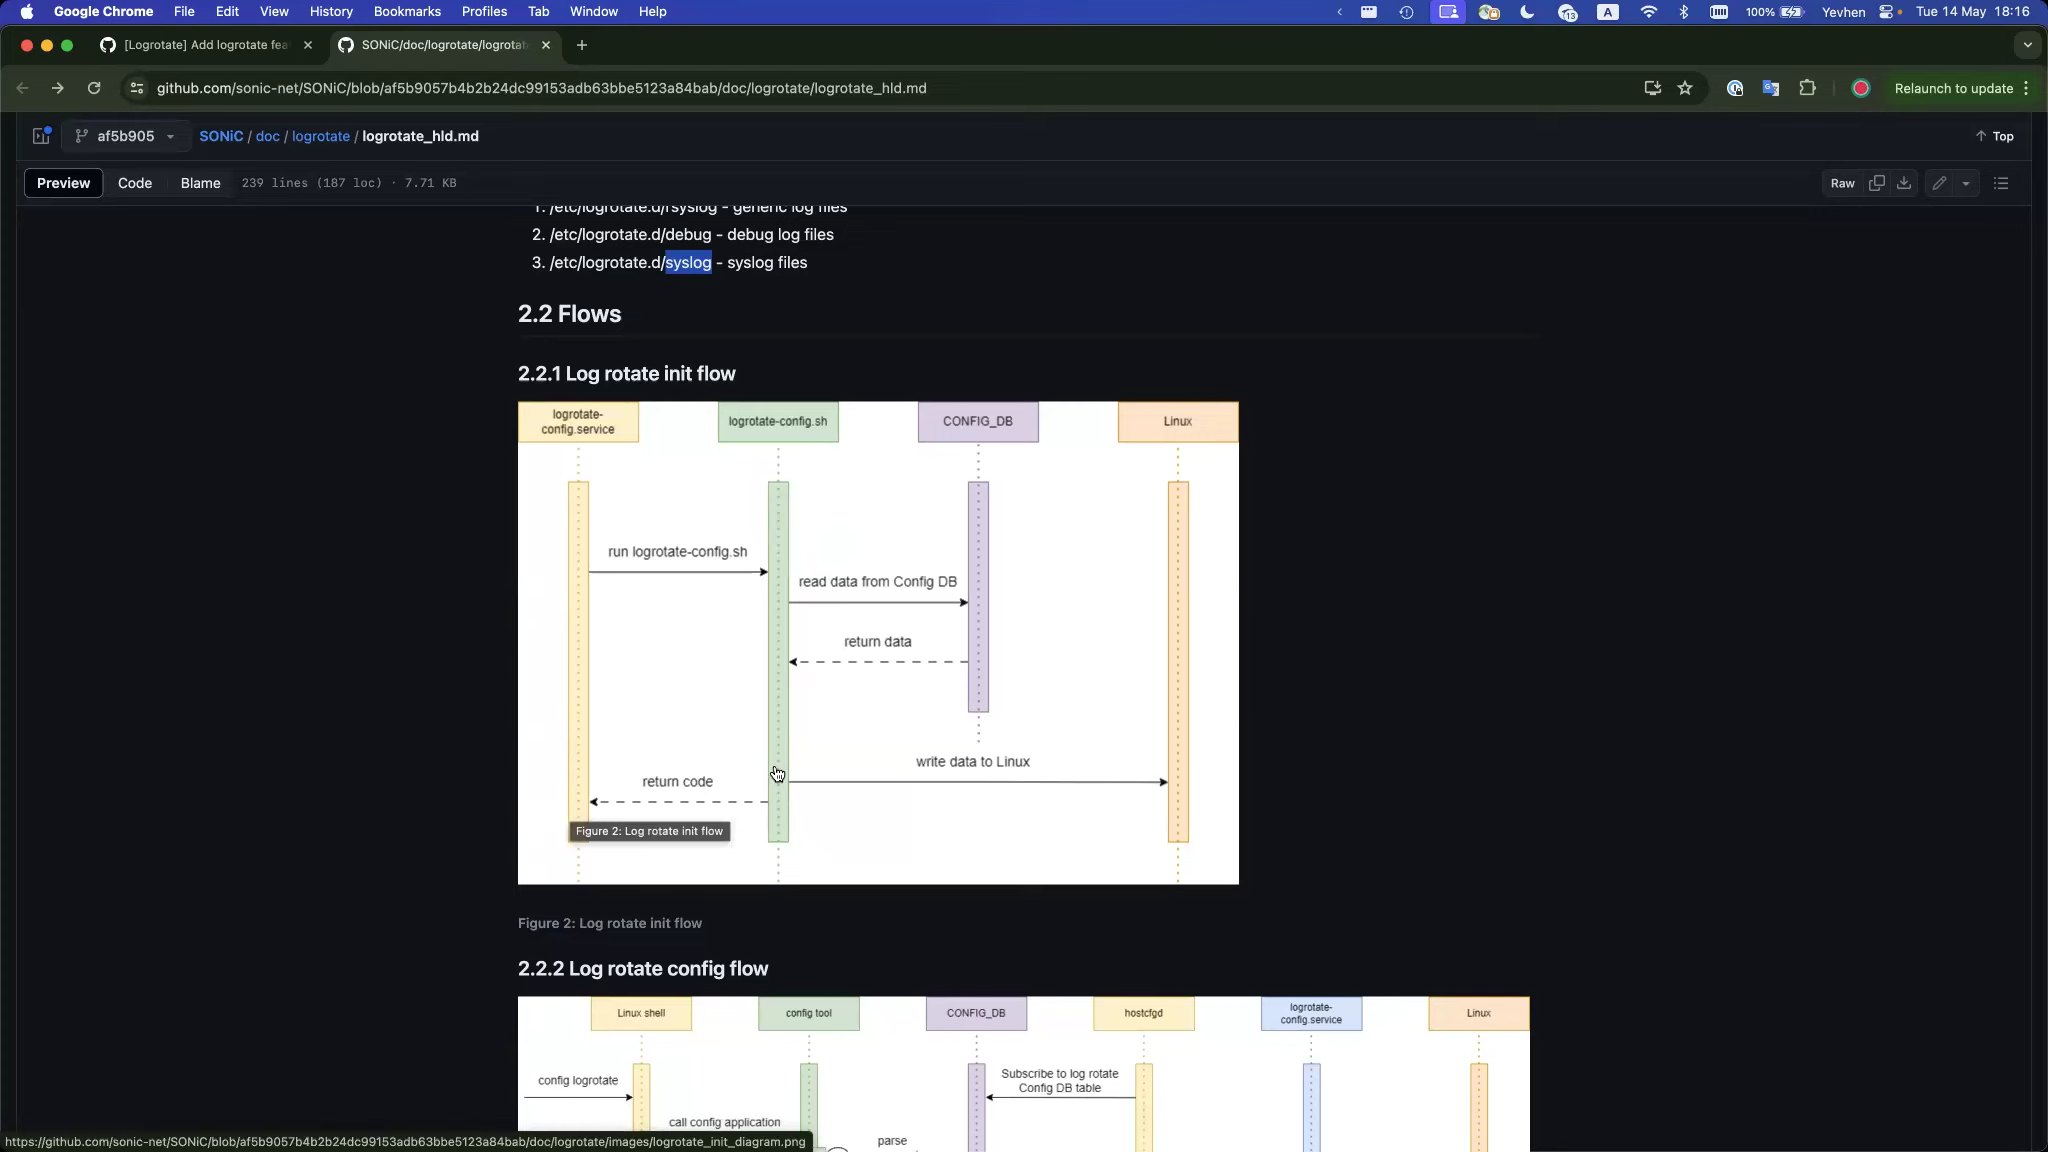 Google Chrome File Edit View History Bookmarks Profiles Tab Window Help
13 A 100% Yevhen Tue 14 May 18:16
[Logrotate] Add logrotate fea
SONiC/doc/logrotate/logrotat
github.com/sonic-net/SONiC/blob/af5b9057b4b2b24dc99153adb63bbe5123a84bab/doc/logrotate/logrotate_hld.md
Relaunch to update
af5b905
SONiC / doc / logrotate / logrotate_hld.md
Top
Preview Code Blame 239 lines (187 loc) · 7.71 KB
Raw
1. /etc/logrotate.d/rsyslog - generic log files
2. /etc/logrotate.d/debug - debug log files
3. /etc/logrotate.d/syslog - syslog files
2.2 Flows
2.2.1 Log rotate init flow
logrotate-
config.service
logrotate-config.sh
CONFIG_DB
Linux
run logrotate-config.sh
read data from Config DB
return data
write data to Linux
return code
Figure 2: Log rotate init flow
Figure 2: Log rotate init flow
2.2.2 Log rotate config flow
Linux shell
config tool
CONFIG_DB
hostcfgd
logrotate-
config.service
Linux
config logrotate
Subscribe to log rotate
Config DB table
call config application
parse
https://github.com/sonic-net/SONiC/blob/af5b9057b4b2b24dc99153adb63bbe5123a84bab/doc/logrotate/images/logrotate_init_diagram.png